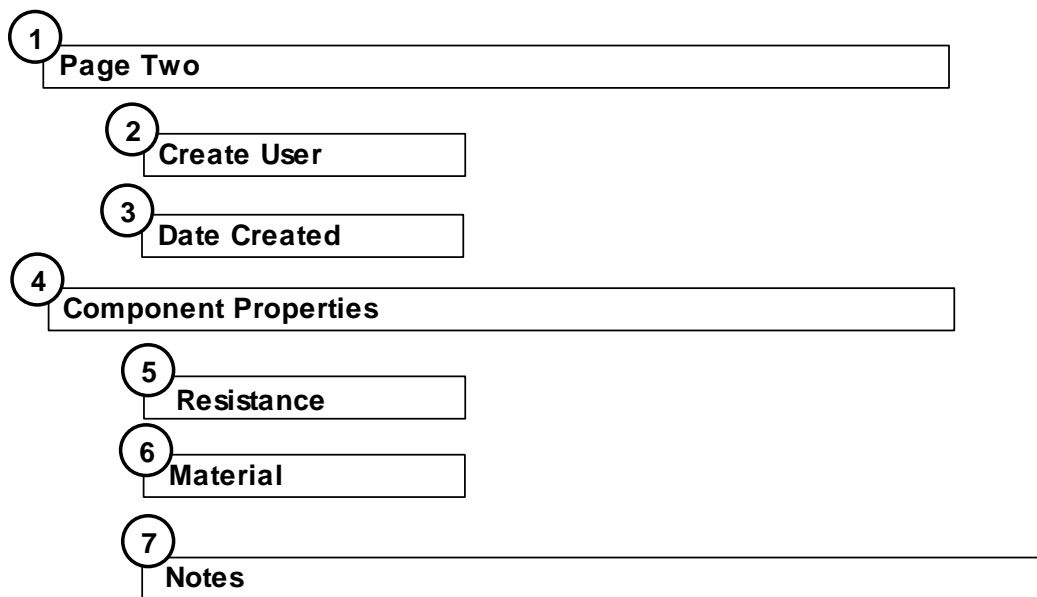 1
Page Two
2
Create User
3
Date Created
4
Component Properties
5
Resistance
6
Material
7
Notes